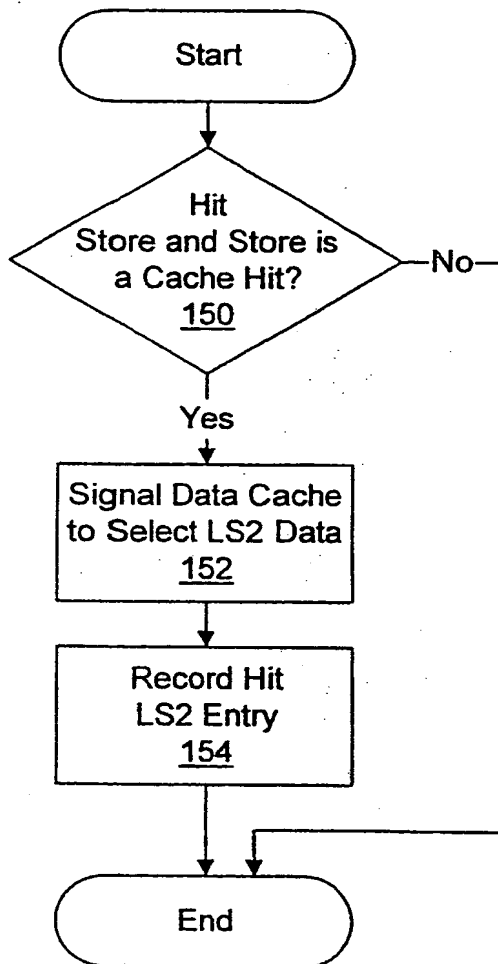 Start
Hit
Store and Store is
a Cache Hit?
150
No
Yes
Signal Data Cache
to Select LS2 Data
152
Record Hit
LS2 Entry
154
End